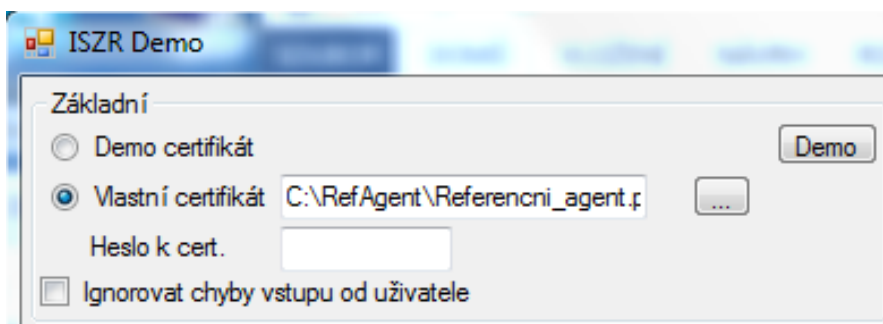 ISZR Demo
Základní
Demo certifikát
Demo
Vlastní certifikát C:\RefAgent\Referencni_agent.p ...
Heslo k cert.
Ignorovat chyby vstupu od uživatele